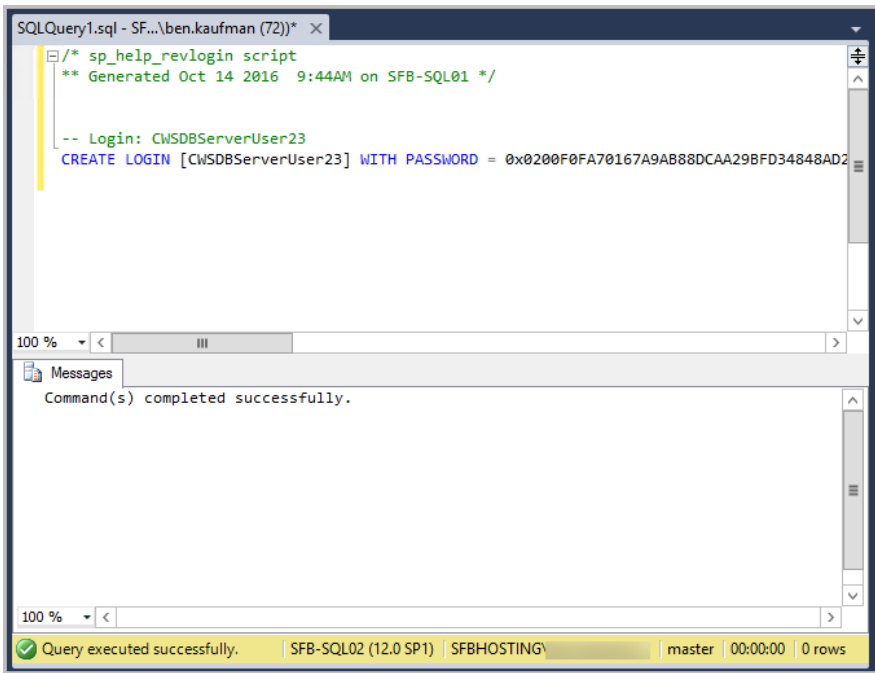 SQLQuery1.sql - SF...\ben.kaufman (72))*
/* sp_help_revlogin script
** Generated Oct 14 2016 9:44AM on SFB-SQL01 */
-- Login: CWSDBServerUser23
CREATE LOGIN [CWSDBServerUser23] WITH PASSWORD = 0x0200F0FA70167A9AB88DCAA29BFD34848AD2
100 %
Messages
Command(s) completed successfully.
100 %
Query executed successfully. SFB-SQL02 (12.0 SP1) SFBHOSTING\ master 00:00:00 0 rows